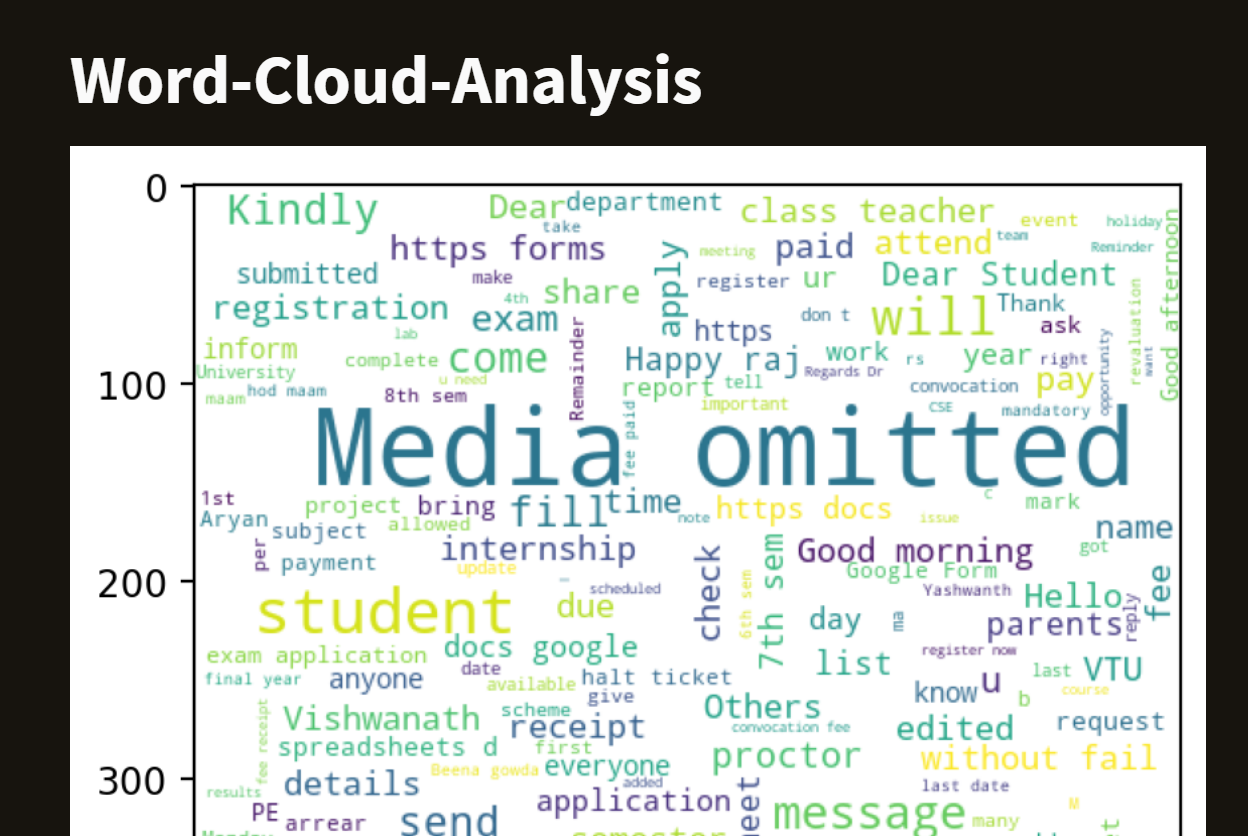 Word-Cloud-Analysis
0
Kindly Dear department class teacher event holiday
take
https forms apply meeting paid attend team Reminder Good afternoon
submitted make register ur Dear Student
registration 4th share exam don t will Thank revaluation
lab Remainder https ask
inform complete come Happy raj work rs year right opportunity want
University u need Regards Dr
100
maam hod maam 8th sem report tell convocation pay
important CSE mandatory
Media omitted
fee paid
1st project bring fill time https docs c mark
Aryan subject allowed note issue name
per payment internship check Good morning got
update Google Form
200
scheduled 6th sem 7th sem Yashwanth Hello fee
student due day ma parents reply
exam application docs google register now
final year anyone date available halt ticket list know u last VTU
give b course
fee receipt Vishwanath scheme receipt Others edited request
convocation fee
spreadsheets d first proctor without fail
300
details Beena gowda everyone last date
results added
PE arrear send application message many M
semester
Monday